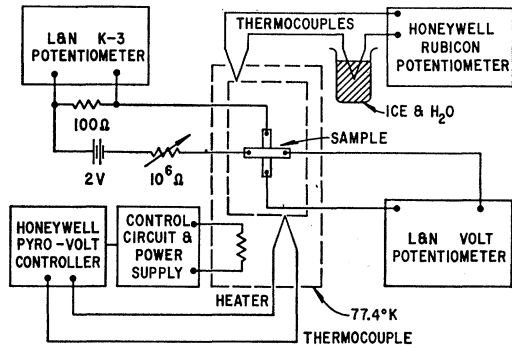 L&N K-3
POTENTIOMETER
THERMOCOUPLES
HONEYWELL
RUBICON
POTENTIOMETER
ICE & H₂O
100Ω
SAMPLE
2V
10⁶Ω
HONEYWELL
PYRO-VOLT
CONTROLLER
CONTROL
CIRCUIT &
POWER
SUPPLY
L&N VOLT
POTENTIOMETER
HEATER
77.4°K
THERMOCOUPLE